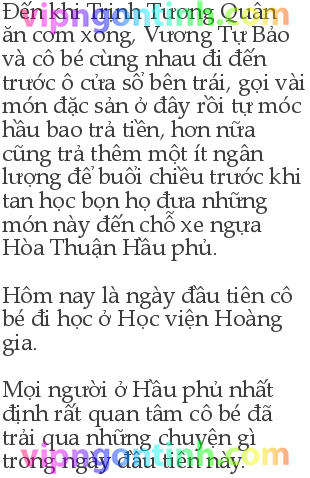 vipngontinh.com
Đến khi Trịnh Tương Quân
ăn cơm xong, Vương Tự Bảo
và cô bé cùng nhau đi đến
trước ô cửa sổ bên trái, gọi vài
món đặc sản ở đây rồi tự móc
hầu bao trả tiền, hơn nữa
cũng trả thêm một ít ngân
lượng để buổi chiều trước khi
tan học bọn họ đưa những
món này đến chỗ xe ngựa
Hòa Thuận Hầu phủ.
Hôm nay là ngày đầu tiên cô
bé đi học ở Học viện Hoàng
gia.
Mọi người ở Hầu phủ nhất
định rất quan tâm cô bé đã
trải qua những chuyện gì
trong ngày đầu tiên này.
vipngontinh.com